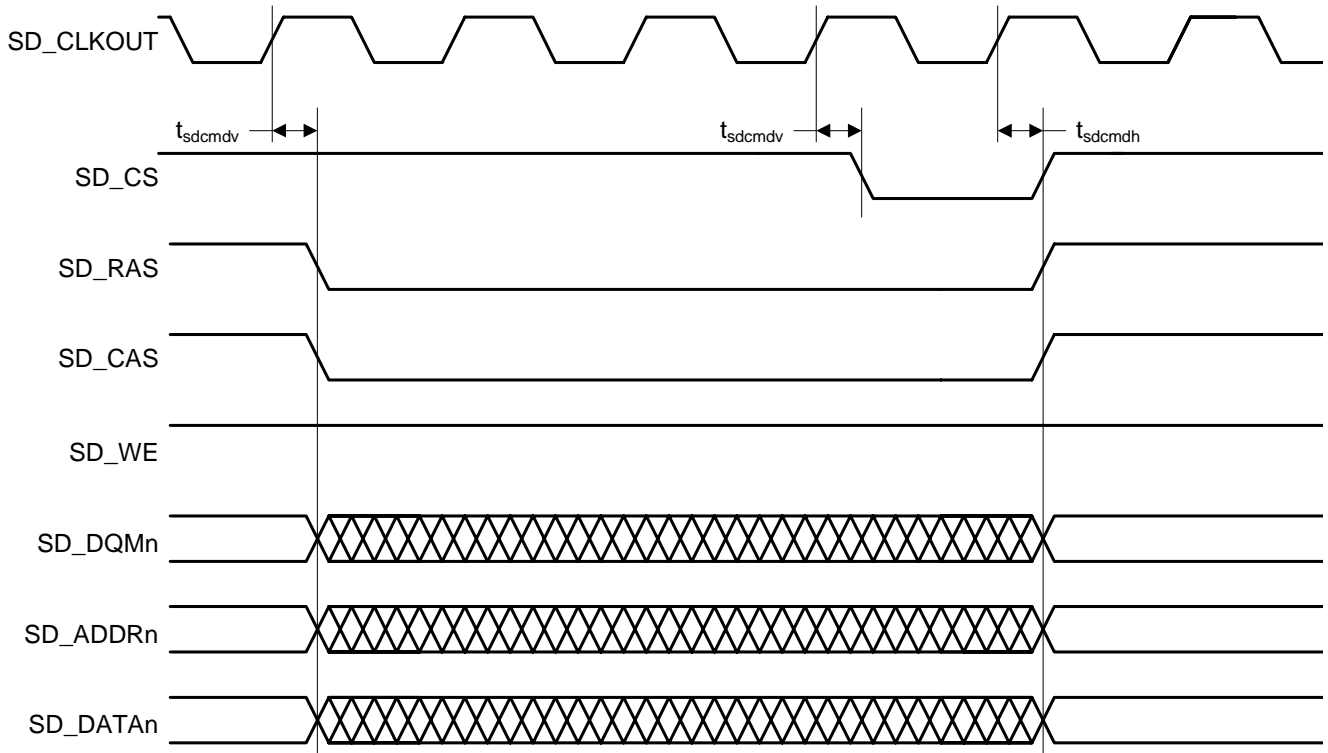 SD_CLKOUT
tsdcmdv tsdcmdv tsdcmdh
SD_CS
SD_RAS
SD_CAS
SD_WE
SD_DQMn
SD_ADDRn
SD_DATAn